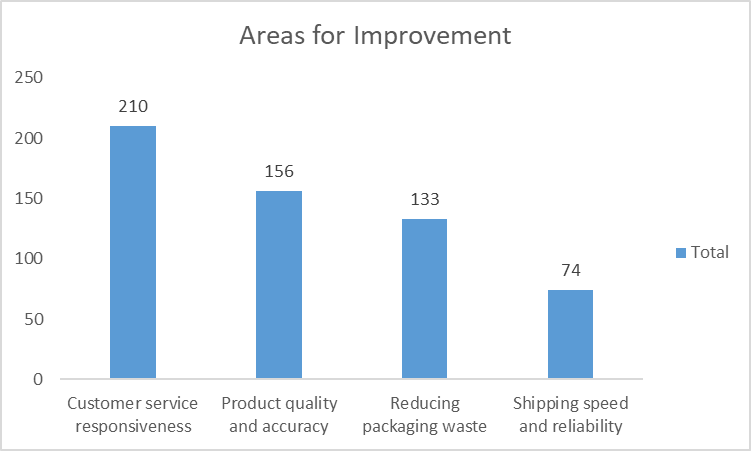 Areas for Improvement
250
200
150
100
50
0
210
156
133
74
Total
Customer service
responsiveness
Product quality
and accuracy
Reducing
packaging waste
Shipping speed
and reliability